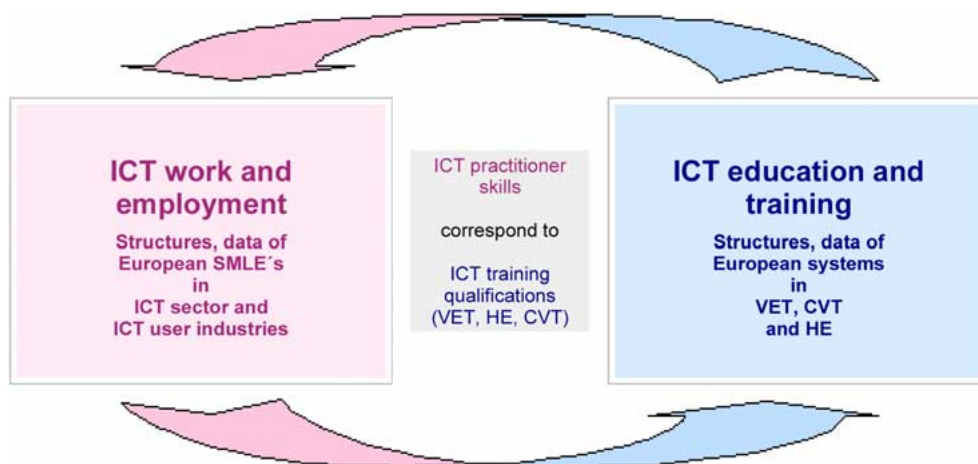 ICT work and
employment
Structures, data of
European SMLE´s
in
ICT sector and
ICT user industries
ICT practitioner
skills
correspond to
ICT training
qualifications
(VET, HE, CVT)
ICT education and
training
Structures, data of
European systems
in
VET, CVT
and HE